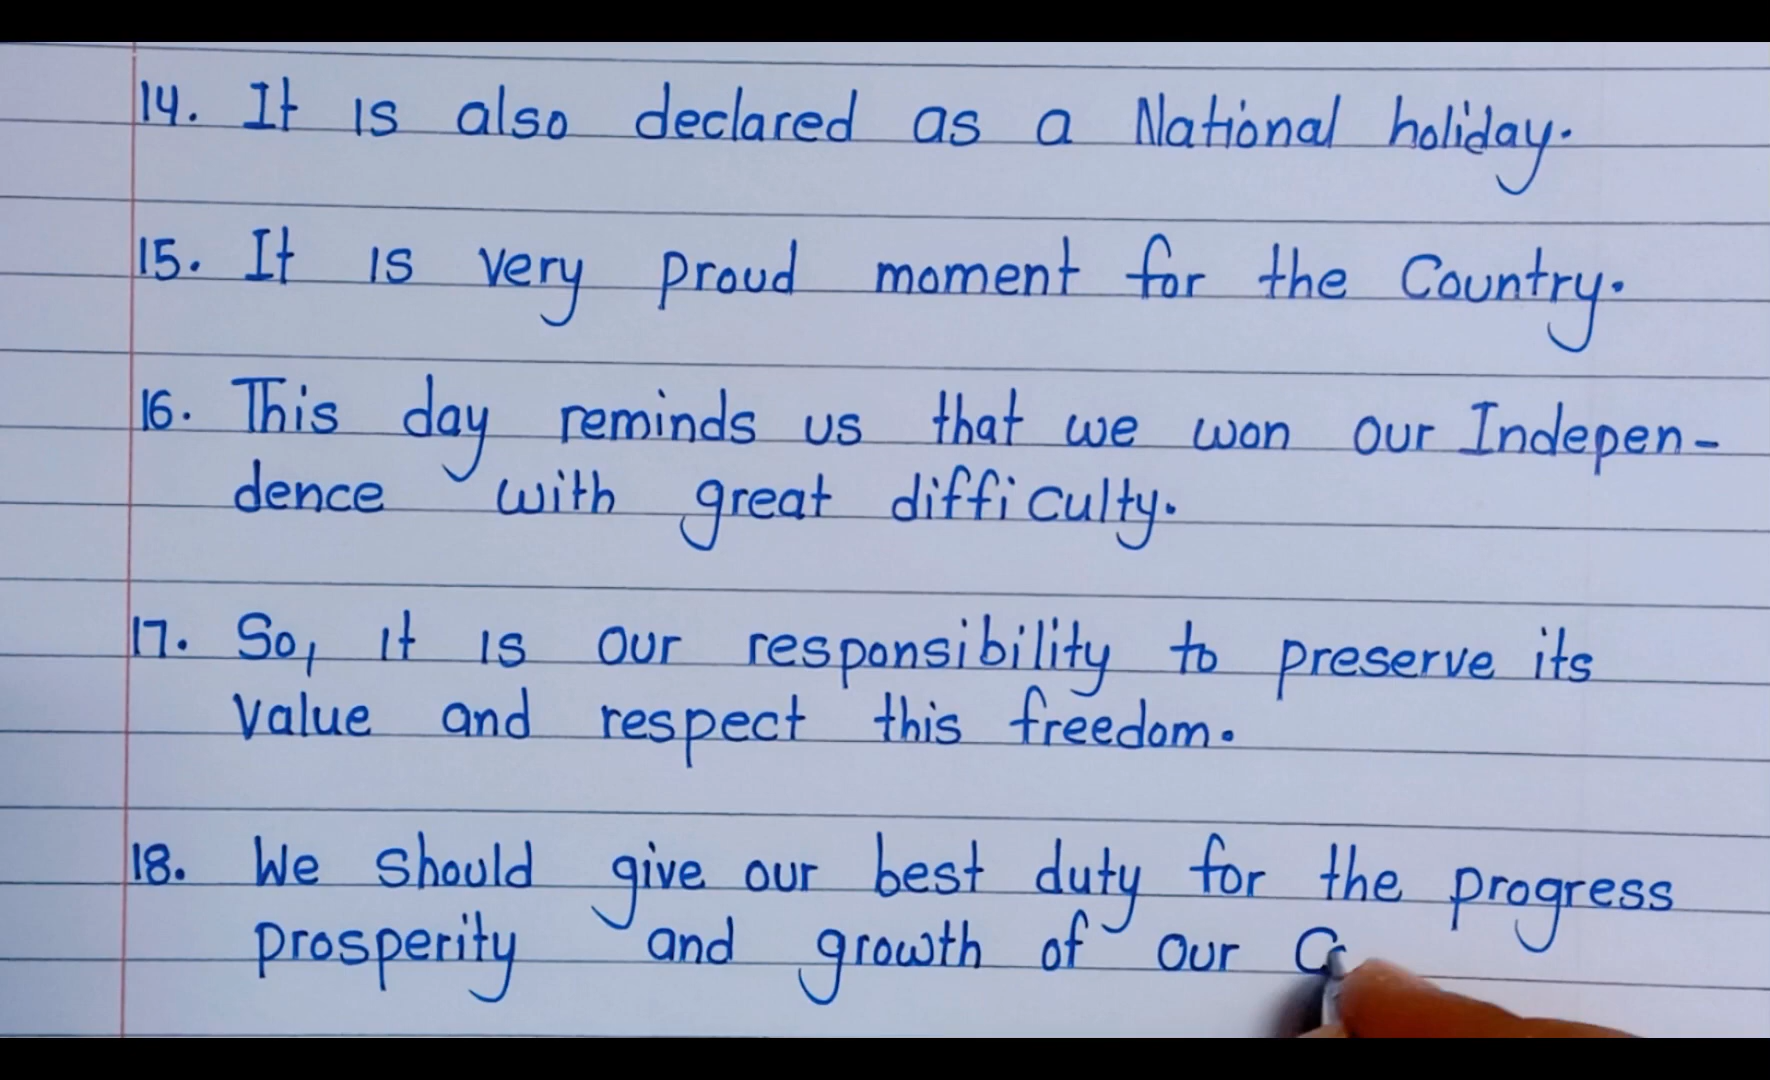 14. It is also declared as a National holiday.
15. It is very proud moment for the Country.
16. This day reminds us that we won our Indepen-
dence with great difficulty.
17. So, it is our responsibility to preserve its
value and respect this freedom.
18. We should give our best duty for the progress
prosperity and growth of our